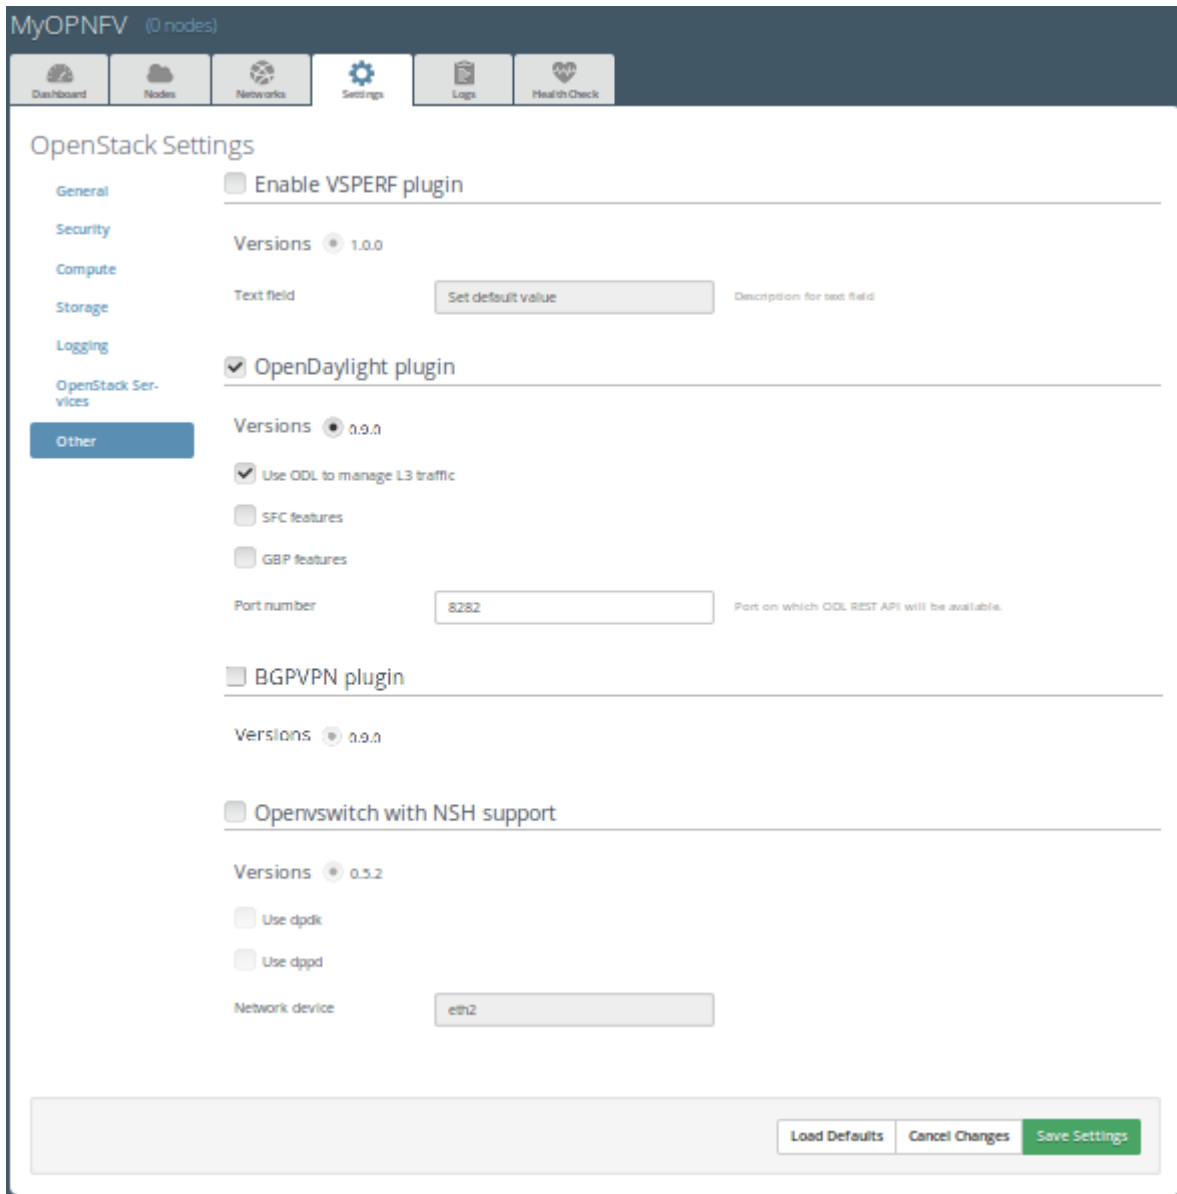 MyOPNFV (0 nodes)
Dashboard Nodes Networks Settings Logs Health Check
OpenStack Settings
General
Security
Compute
Storage
Logging
OpenStack Ser-
vices
Other
Enable VSPERF plugin
Versions 1.0.0
Text field Set default value Description for text field
OpenDaylight plugin
Versions 0.9.0
Use ODL to manage L3 traffic
SFC features
GBP features
Port number 8282 Port on which ODL REST API will be available.
BGPVPN plugin
Versions 0.9.0
Openvswitch with NSH support
Versions 0.5.2
Use dpdk
Use dppd
Network device eth2
Load Defaults Cancel Changes Save Settings